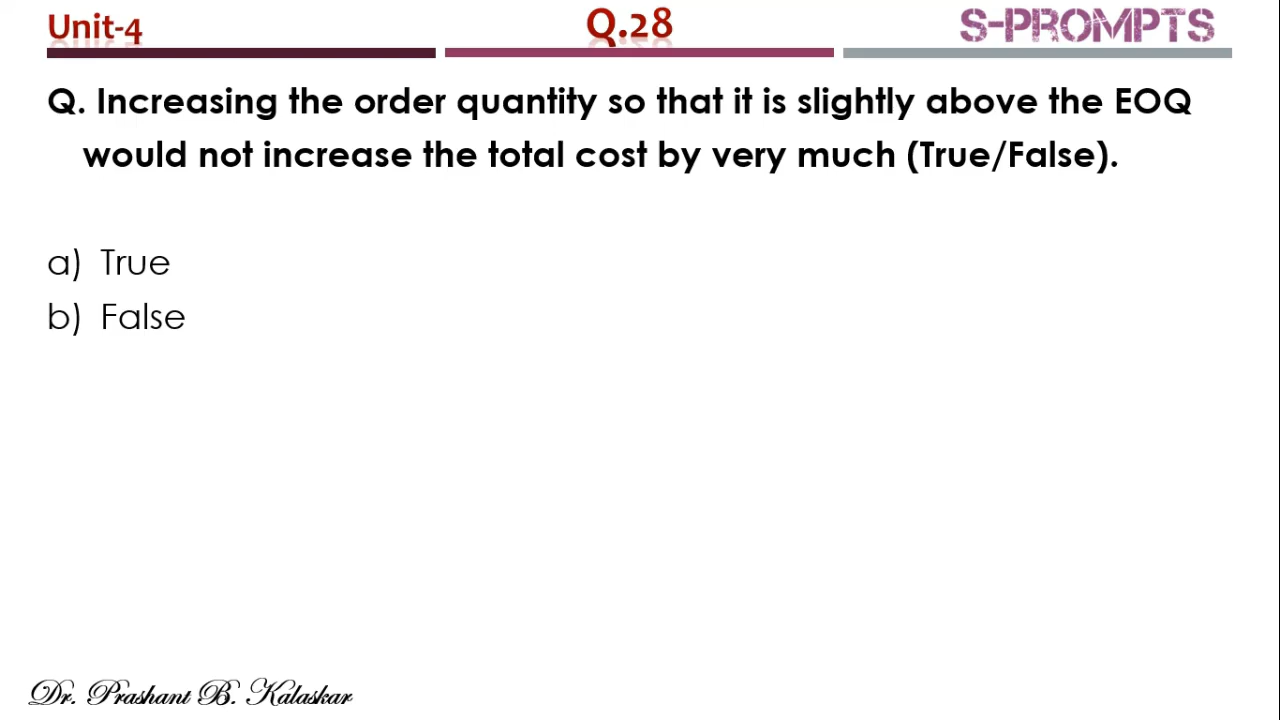 Unit-4
Q.28
S-PROMPTS
Q. Increasing the order quantity so that it is slightly above the EOQ
would not increase the total cost by very much (True/False).
a) True
b) False
Dr. Prashant B. Kalaskar